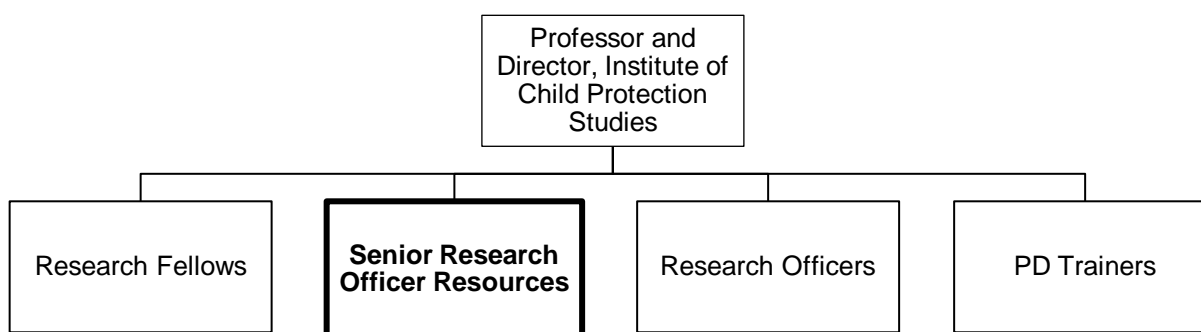 Professor and
Director, Institute of
Child Protection
Studies
Research Fellows
Senior Research
Officer Resources
Research Officers
PD Trainers